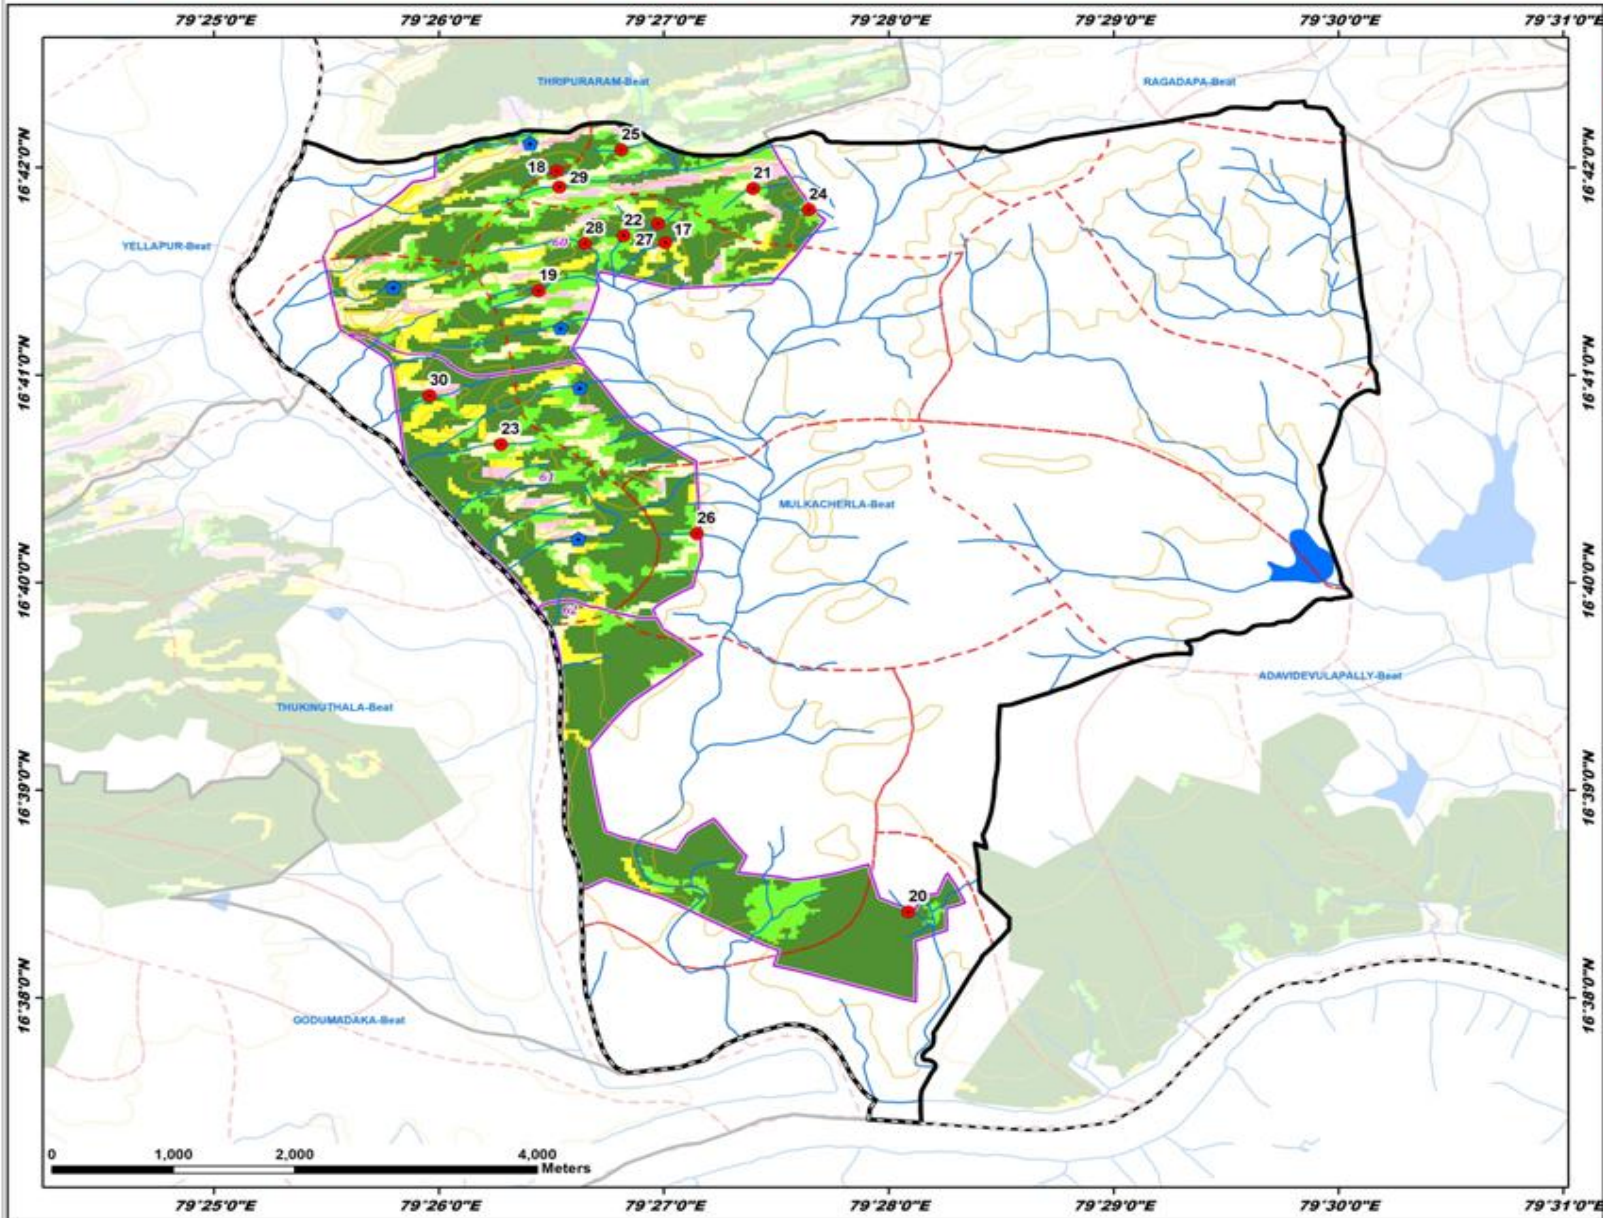 79°25'0"E 79°26'0"E 79°27'0"E 79°28'0"E 79°29'0"E 79°30'0"E 79°31'0"E
THRIPURARAM-Beat
RAGADAPA-Beat
25
16°42'0"N
16°42'0"N
18
29
21
24
22
28
27
17
60
YELLAPUR-Beat
19
16°41'0"N
16°41'0"N
30
23
61
MULKACHERLA-Beat
26
16°40'0"N
16°40'0"N
62
ADAVIDEVULAPALLY-Beat
THUKINUTHALA-Beat
16°39'0"N
16°39'0"N
20
16°38'0"N
16°38'0"N
GODUMADAKA-Beat
0 1,000 2,000 4,000
Meters
79°25'0"E 79°26'0"E 79°27'0"E 79°28'0"E 79°29'0"E 79°30'0"E 79°31'0"E